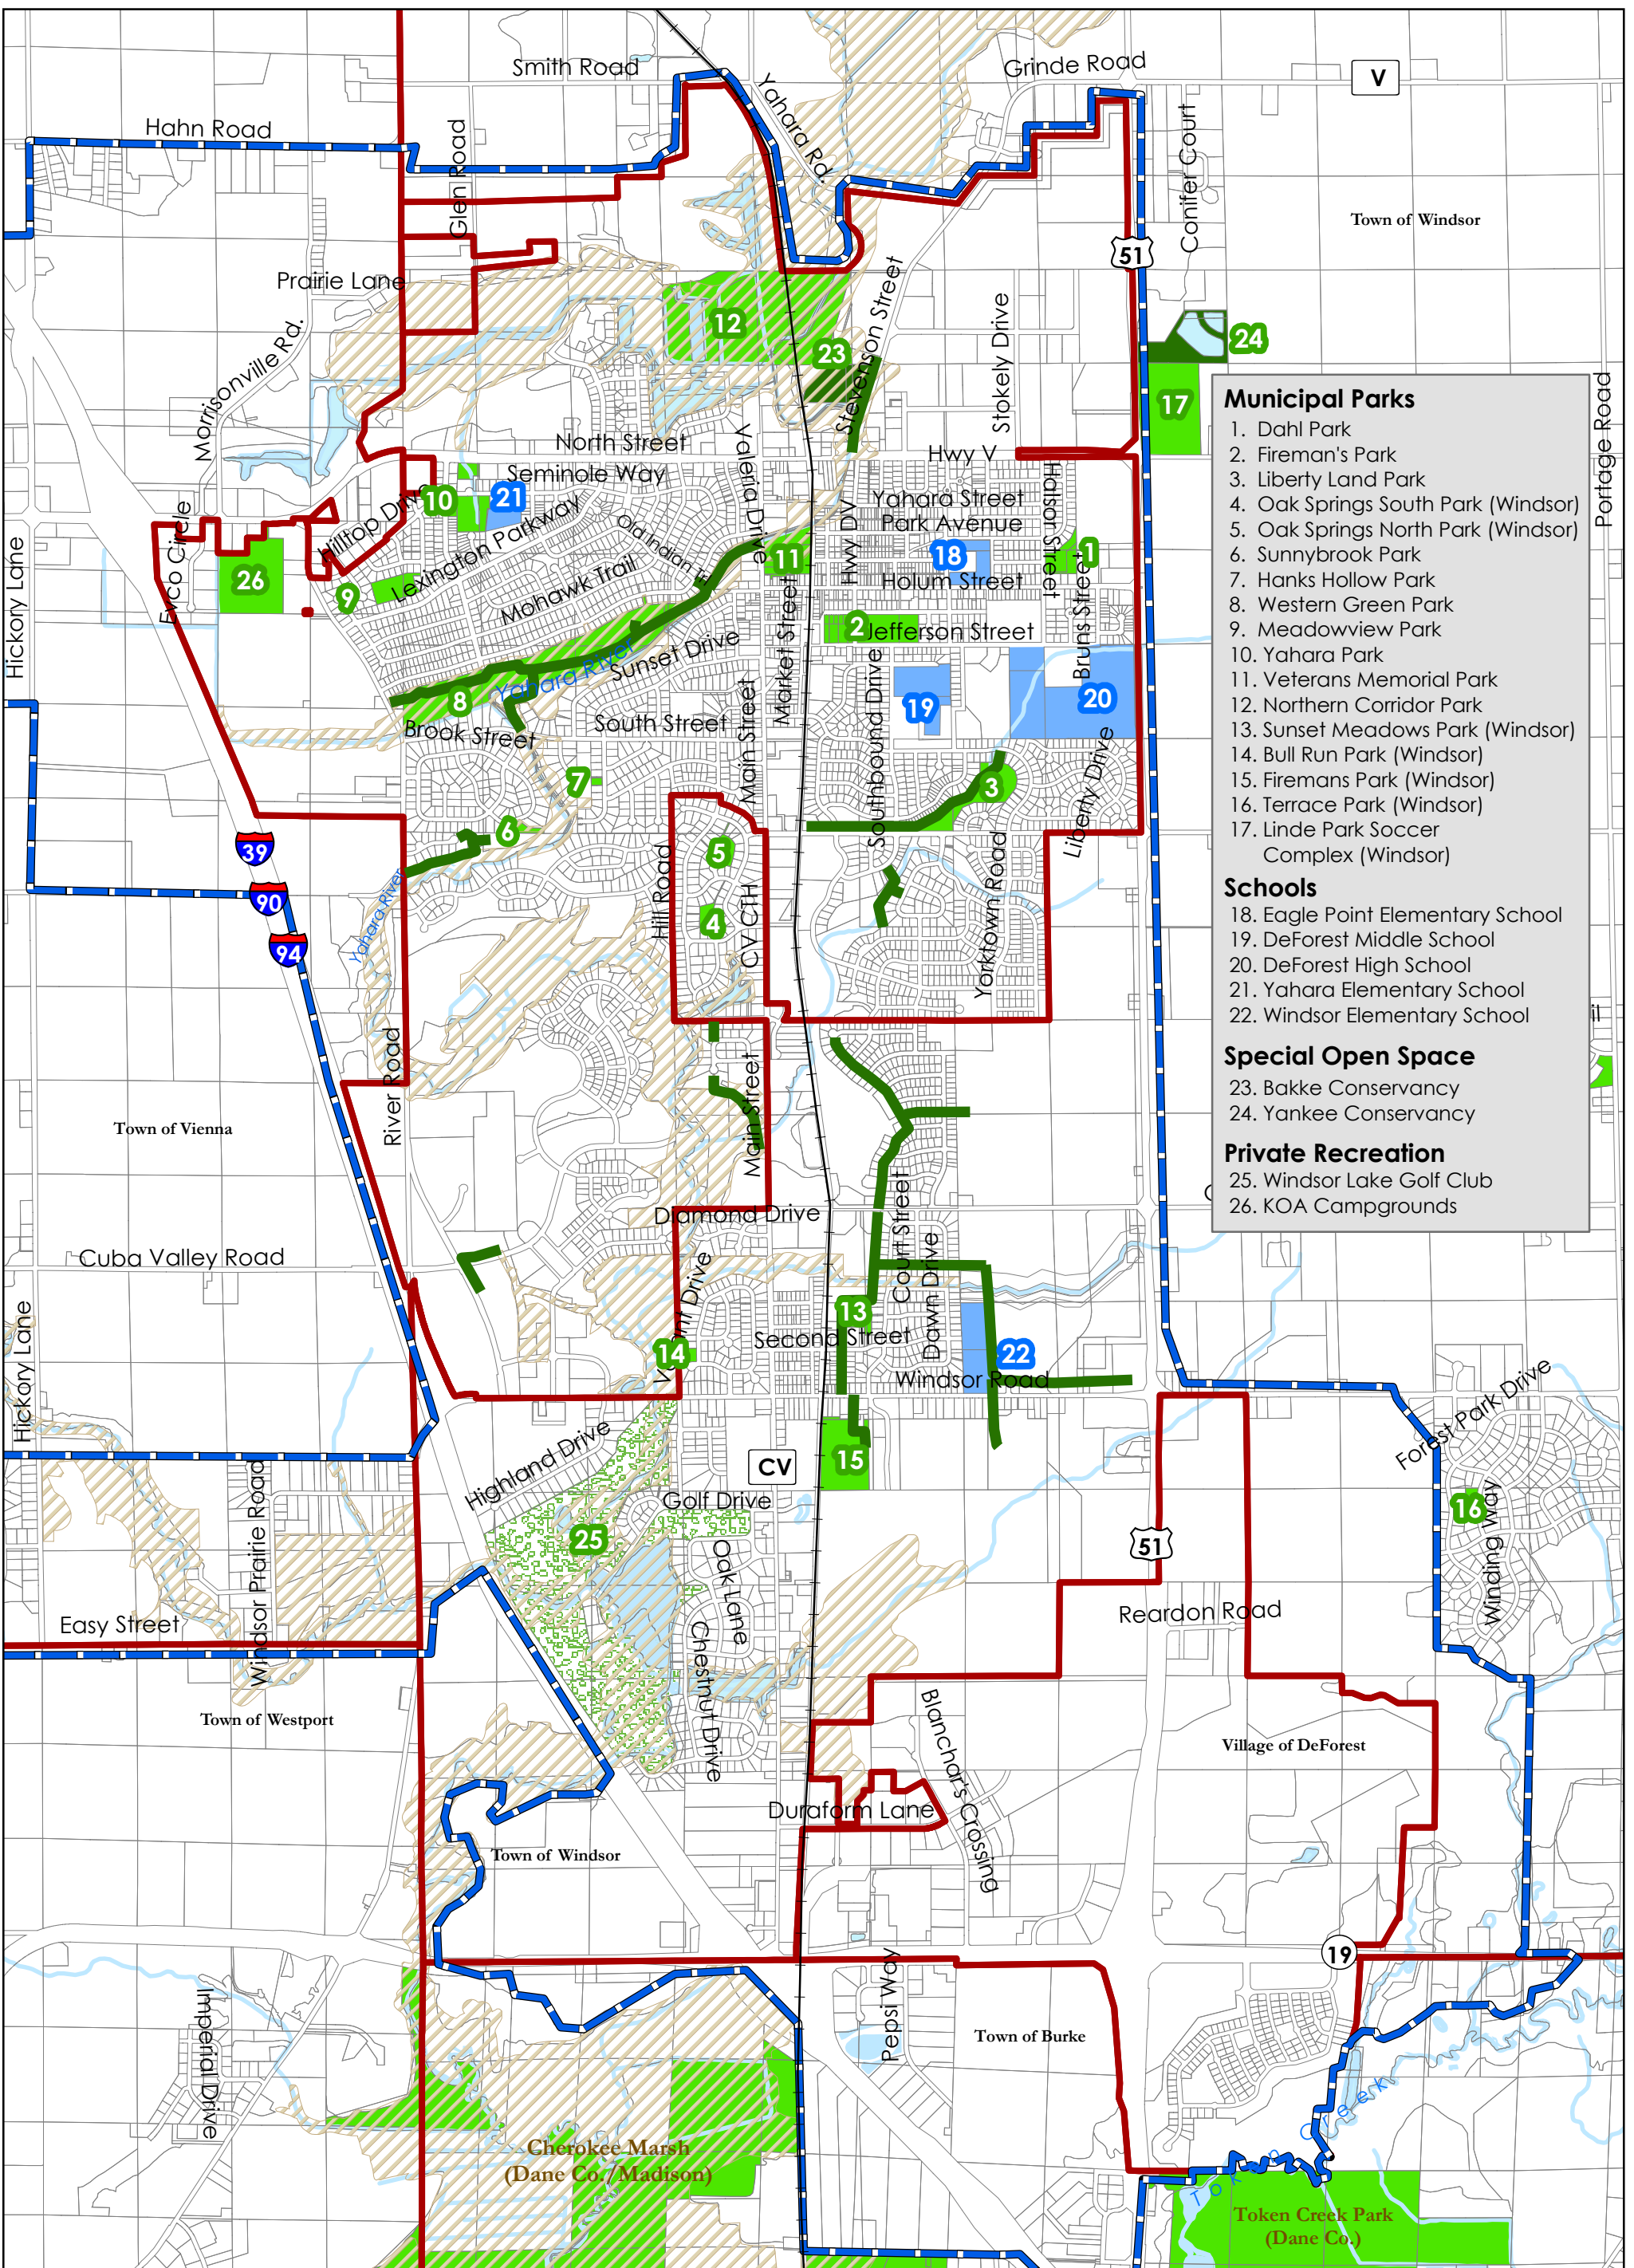 Smith Road
Grinde Road
V
Yahara Rd.
Hahn Road
Glen Road
Conifer Court
Town of Windsor
51
Prairie Lane
Stevenson Street
Stokely Drive
12
23
24
17
Morrisonville Rd.
Portage Road
North Street
Hwy V
Seminole Way
Valeria Drive
10
21
Hilltop Drive
Lexington Parkway
Old Indian Trl
Yahara Street
Park Avenue
Halsor Street
Hwy DV
18
1
Holum Street
Evco Circle
Hickory Lane
26
9
Mohawk Trail
11
Market Street
2
Jefferson Street
Bruns Street
Yahara River
Sunset Drive
8
Southbound Drive
19
20
Brook Street
South Street
Main Street
7
3
Liberty Drive
6
5
Hill Road
4
CV CTH
Yorktown Road
39
90
94
Yahara River
Municipal Parks
1. Dahl Park
2. Fireman's Park
3. Liberty Land Park
4. Oak Springs South Park (Windsor)
5. Oak Springs North Park (Windsor)
6. Sunnybrook Park
7. Hanks Hollow Park
8. Western Green Park
9. Meadowview Park
10. Yahara Park
11. Veterans Memorial Park
12. Northern Corridor Park
13. Sunset Meadows Park (Windsor)
14. Bull Run Park (Windsor)
15. Firemans Park (Windsor)
16. Terrace Park (Windsor)
17. Linde Park Soccer
Complex (Windsor)
Schools
18. Eagle Point Elementary School
19. DeForest Middle School
20. DeForest High School
21. Yahara Elementary School
22. Windsor Elementary School
Special Open Space
23. Bakke Conservancy
24. Yankee Conservancy
Private Recreation
25. Windsor Lake Golf Club
26. KOA Campgrounds
River Road
Town of Vienna
Main Street
Diamond Drive
Court Street
Dawn Drive
Cuba Valley Road
Hickory Lane
13
Second Street
14
22
Windsor Road
Forest Park Drive
Highland Drive
CV
15
Golf Drive
25
Oak Lane
51
16
Winding Way
Windsor Prairie Road
Easy Street
Reardon Road
Chestnut Drive
Town of Westport
Blanchar's Crossing
Village of DeForest
Duraform Lane
Town of Windsor
19
Imperial Drive
Pepsi Way
Town of Burke
Cherokee Marsh
(Dane Co./Madison)
Token Creek
Token Creek Park
(Dane Co.)